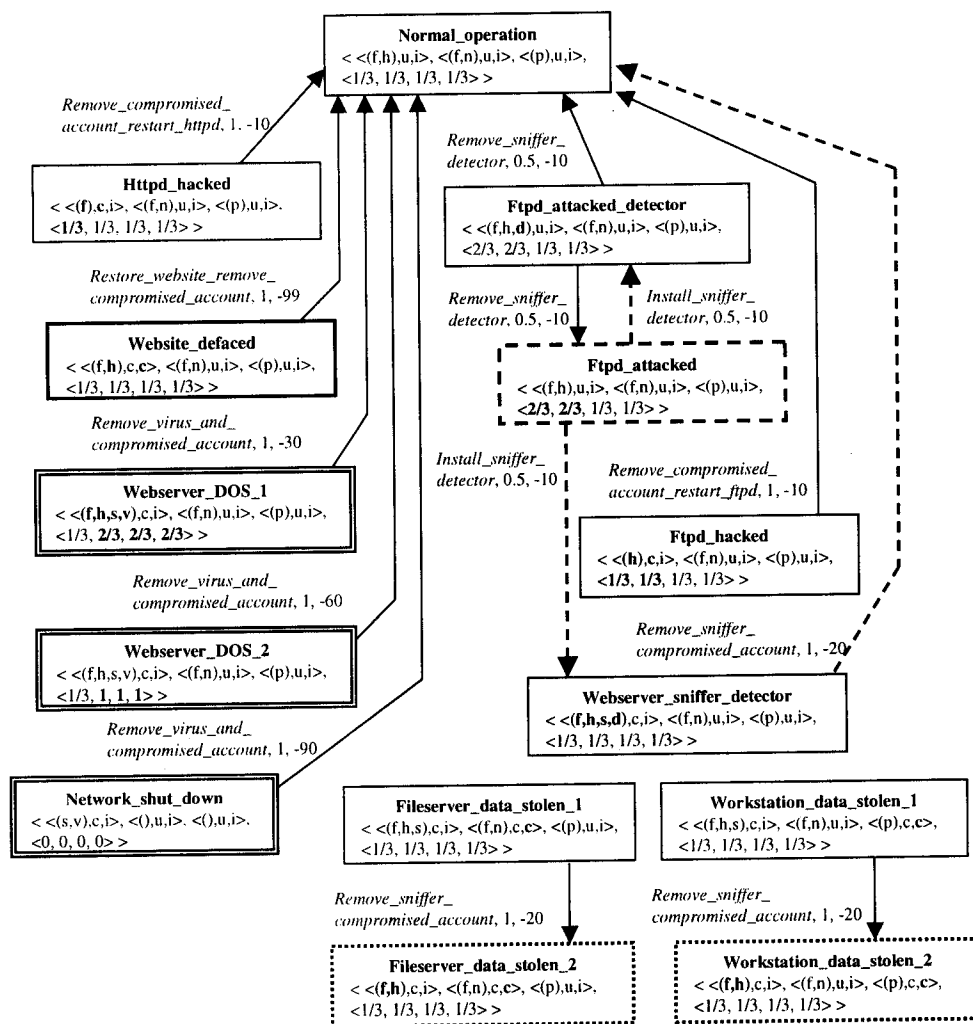 Normal_operation
< <(f,h),u,i>, <(f,n),u,i>, <(p),u,i>,
<1/3, 1/3, 1/3, 1/3> >
Remove_compromised_
account_restart_httpd, 1. -10
Httpd_hacked
< <(f),c,i>, <(f,n),u,i>, <(p),u,i>.
<1/3, 1/3, 1/3, 1/3> >
Remove_sniffer_
detector, 0.5, -10
Ftpd_attacked_detector
< <(f,h,d),u,i>, <(f,n),u,i>, <(p),u,i>,
<2/3, 2/3, 1/3, 1/3> >
Restore_website_remove_
compromised_account, 1, -99
Website_defaced
< <(f,h),c,c>, <(f,n),u,i>, <(p),u,i>,
<1/3, 1/3, 1/3, 1/3> >
Remove_sniffer_
detector, 0.5, -10
Install_sniffer_
detector, 0.5, -10
Ftpd_attacked
< <(f,h),u,i>, <(f,n),u,i>, <(p),u,i>,
<2/3, 2/3, 1/3, 1/3> >
Remove_virus_and_
compromised_account, 1, -30
Webserver_DOS_1
< <(f,h,s,v),c,i>, <(f,n),u,i>, <(p),u,i>,
<1/3, 2/3, 2/3, 2/3> >
Install_sniffer_
detector, 0.5, -10
Remove_compromised_
account_restart_ftpd, 1, -10
Ftpd_hacked
< <(h),c,i>, <(f,n),u,i>, <(p),u,i>,
<1/3, 1/3, 1/3, 1/3> >
Remove_virus_and_
compromised_account, 1, -60
Webserver_DOS_2
< <(f,h,s,v),c,i>, <(f,n),u,i>, <(p),u,i>,
<1/3, 1, 1, 1> >
Remove_sniffer_
compromised_account, 1, -20
Webserver_sniffer_detector
< <(f,h,s,d),c,i>, <(f,n),u,i>, <(p),u,i>,
<1/3, 1/3, 1/3, 1/3> >
Remove_virus_and_
compromised_account, 1, -90
Network_shut_down
< <(s,v),c,i>, <(),u,i>. <(),u,i>.
<0, 0, 0, 0> >
Fileserver_data_stolen_1
< <(f,h,s),c,i>, <(f,n),c,c>, <(p),u,i>,
<1/3, 1/3, 1/3, 1/3> >
Workstation_data_stolen_1
< <(f,h,s),c,i>, <(f,n),u,i>, <(p),c,c>,
<1/3, 1/3, 1/3, 1/3> >
Remove_sniffer_
compromised_account, 1, -20
Remove_sniffer_
compromised_account, 1, -20
Fileserver_data_stolen_2
< <(f,h),c,i>, <(f,n),c,c>, <(p),u,i>,
<1/3, 1/3, 1/3, 1/3> >
Workstation_data_stolen_2
< <(f,h),c,i>, <(f,n),u,i>, <(p),c,c>,
<1/3, 1/3, 1/3, 1/3> >